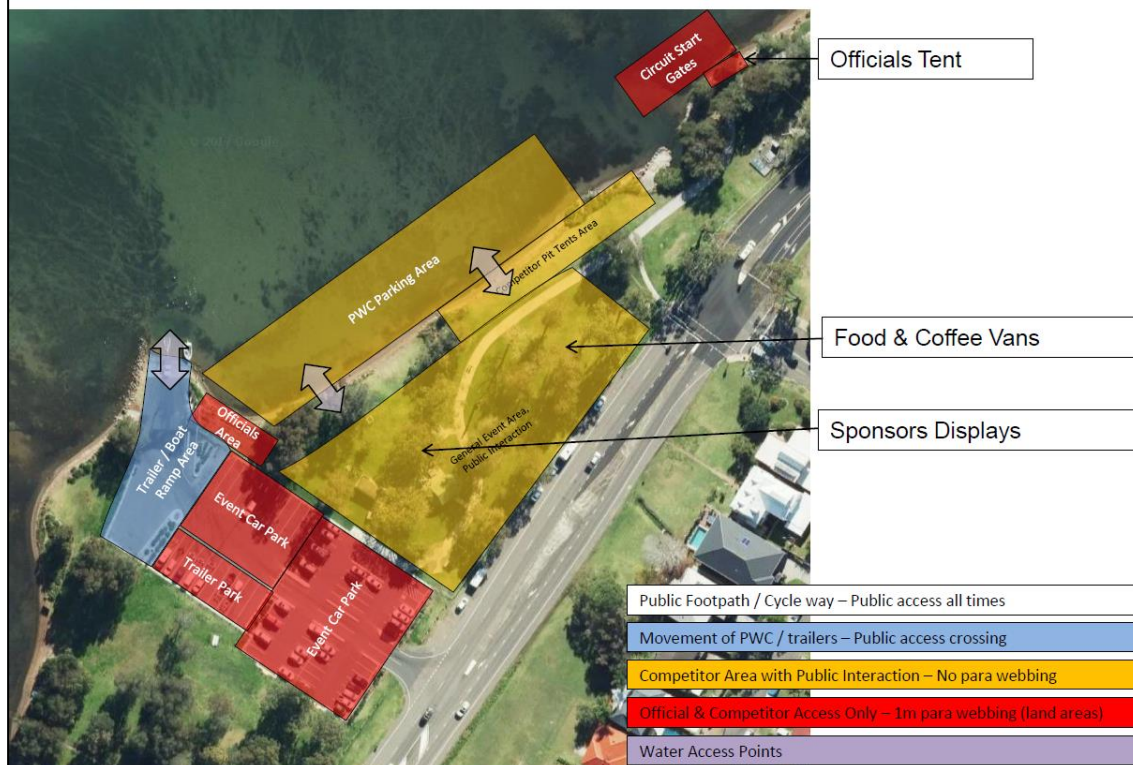 Circuit Start
Gates
Officials Tent
PWC Parking Area
Competitor Pit Tents Area
Food & Coffee Vans
Sponsors Displays
General Event Area,
Public Interaction
Officials
Area
Trailer / Boat
Ramp Area
Event Car Park
Trailer Park
Event Car Park
Public Footpath / Cycle way – Public access all times
Movement of PWC / trailers – Public access crossing
Competitor Area with Public Interaction – No para webbing
Official & Competitor Access Only – 1m para webbing (land areas)
Water Access Points